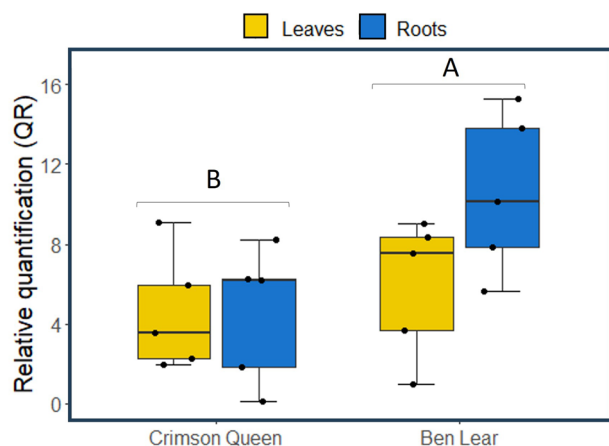 Leaves Roots
Relative quantification (QR)
16
12
8
4
0
B
A
Crimson Queen Ben Lear